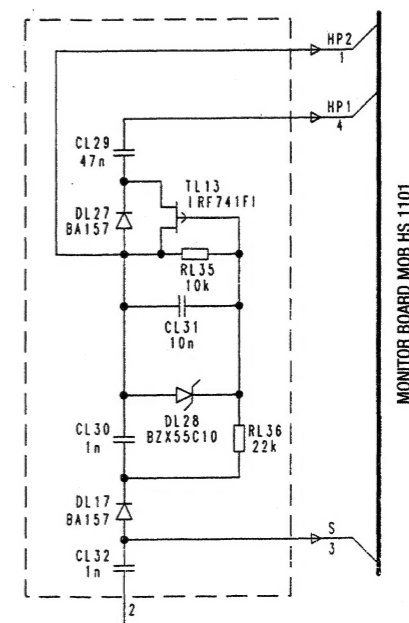 HP2
1
HP1
4
CL29
47n
TL13
IRF741FI
DL27
BA157
RL35
10k
CL31
10n
DL28
BZX55C10
CL30
1n
RL36
22k
DL17
BA157
S
3
CL32
1n
2
MONITOR BOARD MOB HS 1101